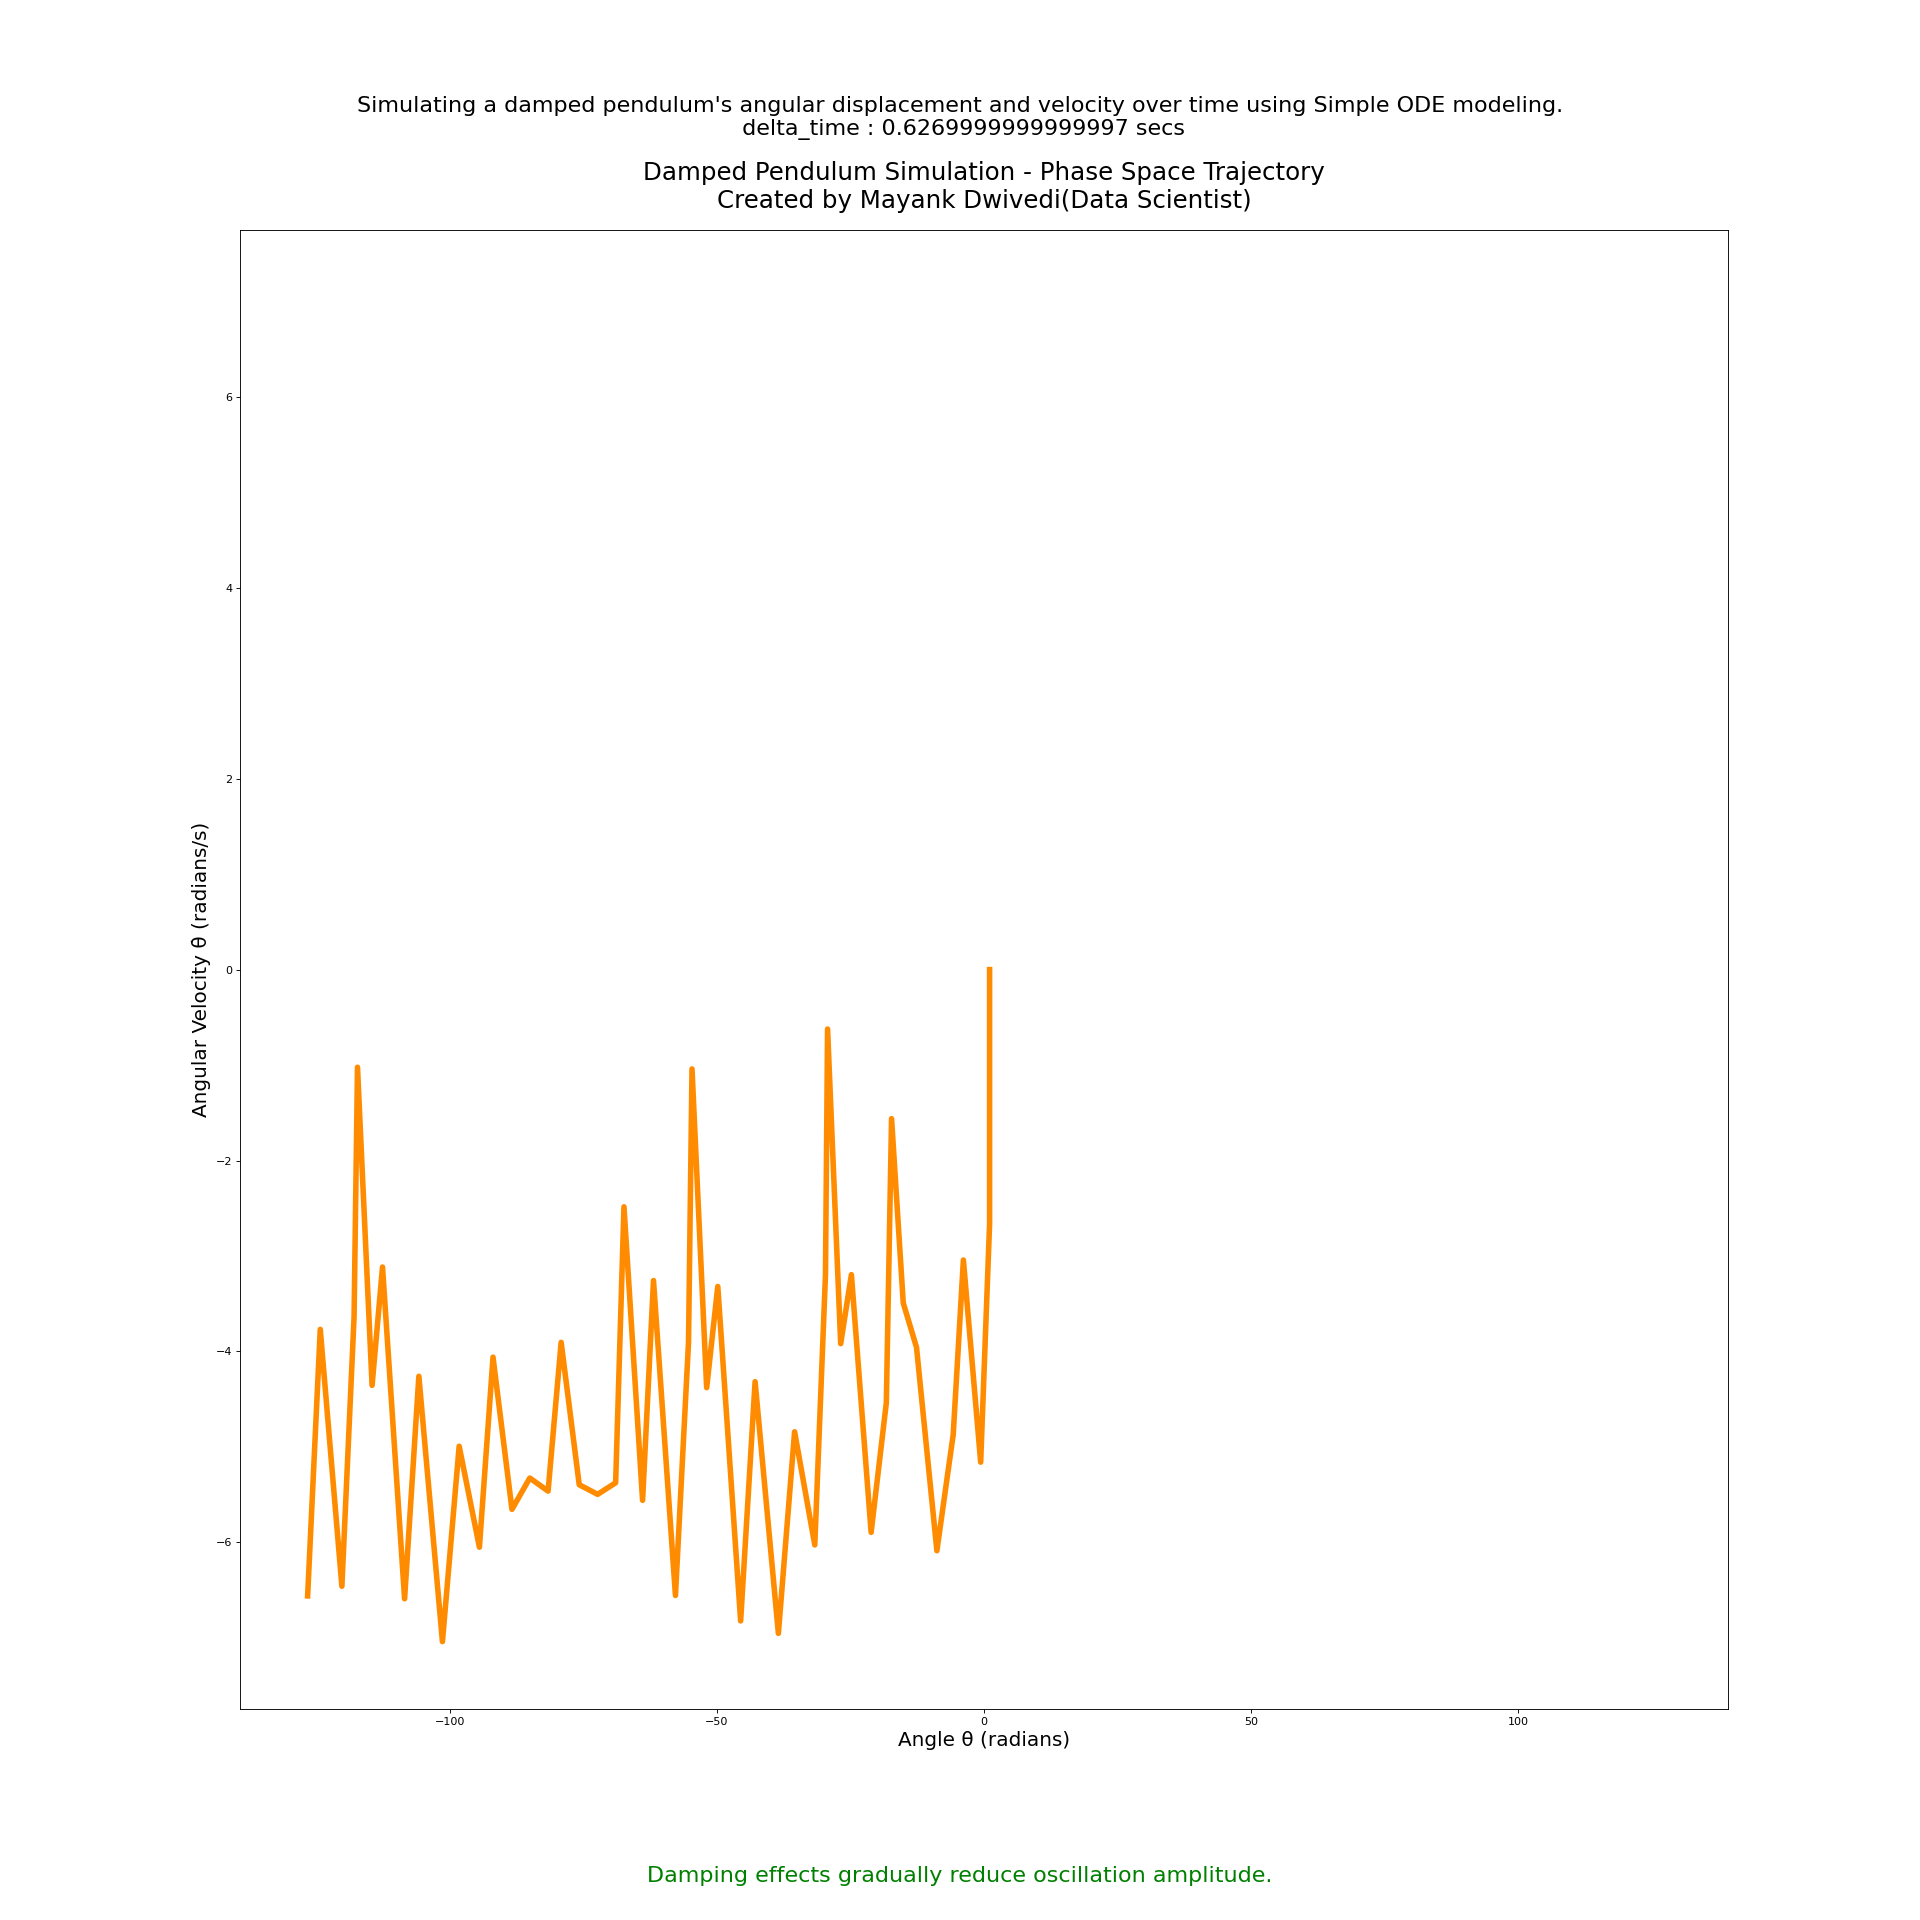 Simulating a damped pendulum's angular displacement and velocity over time using Simple ODE modeling.
delta_time : 0.6269999999999997 secs
Damped Pendulum Simulation - Phase Space Trajectory
Created by Mayank Dwivedi(Data Scientist)
6
4
2
0
−2
−4
−6
Angular Velocity θ̇ (radians/s)
−100
−50
0
50
100
Angle θ (radians)
Damping effects gradually reduce oscillation amplitude.